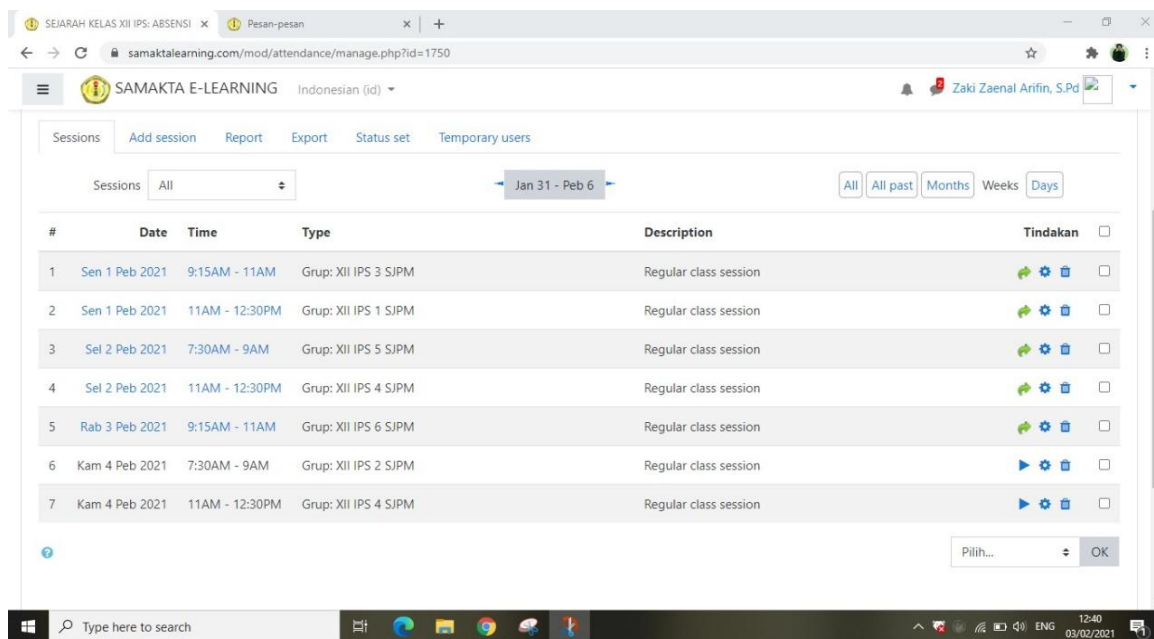 SEJARAH KELAS XII IPS: ABSENSI
Pesan-pesan
samaktalearning.com/mod/attendance/manage.php?id=1750
SAMAKTA E-LEARNING Indonesian (id)
2 Zaki Zaenal Arifin, S.Pd
Sessions Add session Report Export Status set Temporary users
Sessions All Jan 31 - Peb 6 All All past Months Weeks Days
# Date Time Type Description Tindakan
1 Sen 1 Peb 2021 9:15AM - 11AM Grup: XII IPS 3 SJPM Regular class session
2 Sen 1 Peb 2021 11AM - 12:30PM Grup: XII IPS 1 SJPM Regular class session
3 Sel 2 Peb 2021 7:30AM - 9AM Grup: XII IPS 5 SJPM Regular class session
4 Sel 2 Peb 2021 11AM - 12:30PM Grup: XII IPS 4 SJPM Regular class session
5 Rab 3 Peb 2021 9:15AM - 11AM Grup: XII IPS 6 SJPM Regular class session
6 Kam 4 Peb 2021 7:30AM - 9AM Grup: XII IPS 2 SJPM Regular class session
7 Kam 4 Peb 2021 11AM - 12:30PM Grup: XII IPS 4 SJPM Regular class session
Pilih... OK
Type here to search ENG 12:40
03/02/2021